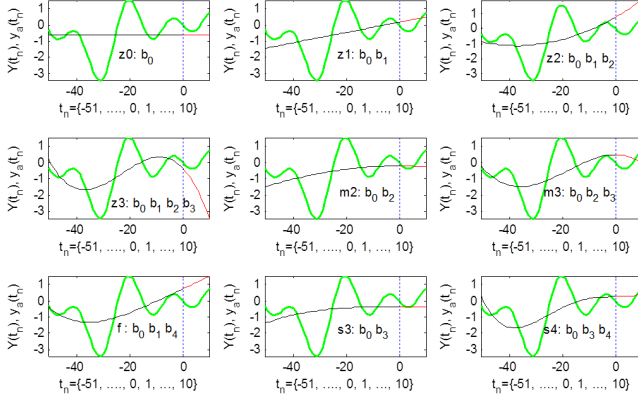 Y(t_n), y_a(t_n)
1
0
-1
-2
-3
z0: b_0
-40 -20 0
t_n={-51, ...., 0, 1, ..., 10}
Y(t_n), y_a(t_n)
1
0
-1
-2
-3
z1: b_0 b_1
-40 -20 0
t_n={-51, ...., 0, 1, ..., 10}
Y(t_n), y_a(t_n)
1
0
-1
-2
-3
z2: b_0 b_1 b_2
-40 -20 0
t_n={-51, ...., 0, 1, ..., 10}
Y(t_n), y_a(t_n)
1
0
-1
-2
-3
z3: b_0 b_1 b_2 b_3
-40 -20 0
t_n={-51, ...., 0, 1, ..., 10}
Y(t_n), y_a(t_n)
1
0
-1
-2
-3
m2: b_0 b_2
-40 -20 0
t_n={-51, ...., 0, 1, ..., 10}
Y(t_n), y_a(t_n)
1
0
-1
-2
-3
m3: b_0 b_2 b_3
-40 -20 0
t_n={-51, ...., 0, 1, ..., 10}
Y(t_n), y_a(t_n)
1
0
-1
-2
-3
f: b_0 b_1 b_4
-40 -20 0
t_n={-51, ...., 0, 1, ..., 10}
Y(t_n), y_a(t_n)
1
0
-1
-2
-3
s3: b_0 b_3
-40 -20 0
t_n={-51, ...., 0, 1, ..., 10}
Y(t_n), y_a(t_n)
1
0
-1
-2
-3
s4: b_0 b_3 b_4
-40 -20 0
t_n={-51, ...., 0, 1, ..., 10}